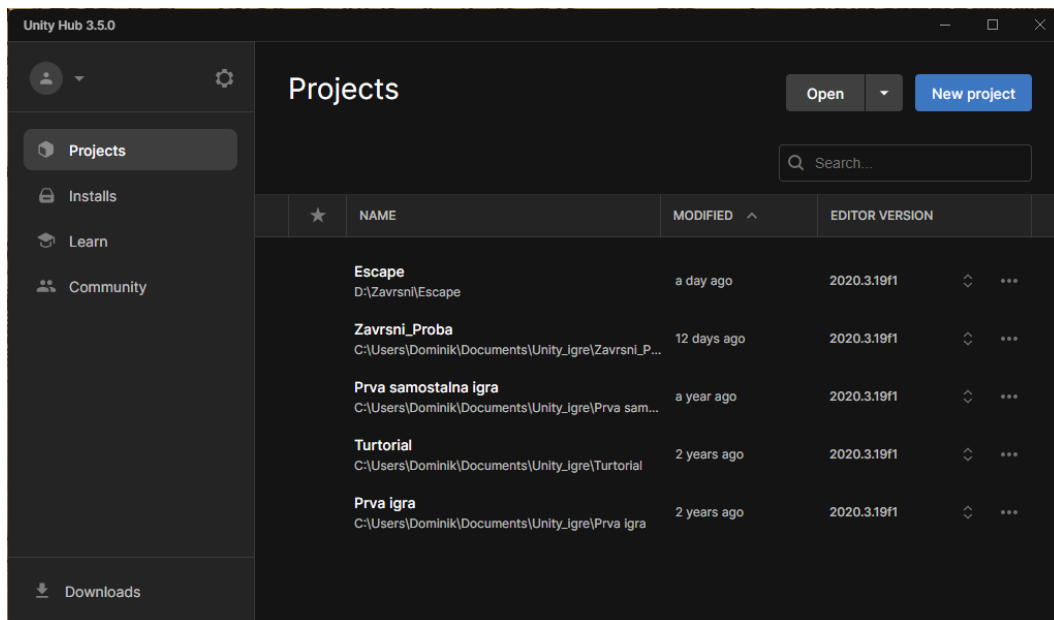 Unity Hub 3.5.0
Projects
Open
New project
Projects
Installs
Learn
Community
Search...
NAME MODIFIED EDITOR VERSION
Escape
D:\Zavrsni\Escape
a day ago 2020.3.19f1
Zavrsni_Proba
C:\Users\Dominik\Documents\Unity_igre\Zavrsni_P...
12 days ago 2020.3.19f1
Prva samostalna igra
C:\Users\Dominik\Documents\Unity_igre\Prva sam...
a year ago 2020.3.19f1
Turtorial
C:\Users\Dominik\Documents\Unity_igre\Turtorial
2 years ago 2020.3.19f1
Prva igra
C:\Users\Dominik\Documents\Unity_igre\Prva igra
2 years ago 2020.3.19f1
Downloads